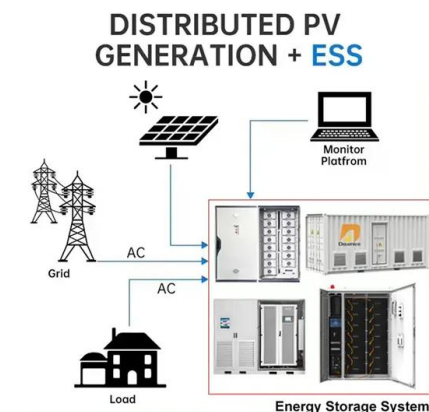 DISTRIBUTED PV
GENERATION + ESS
Monitor
Platfrom
AC
Grid
AC
Load
Energy Storage System